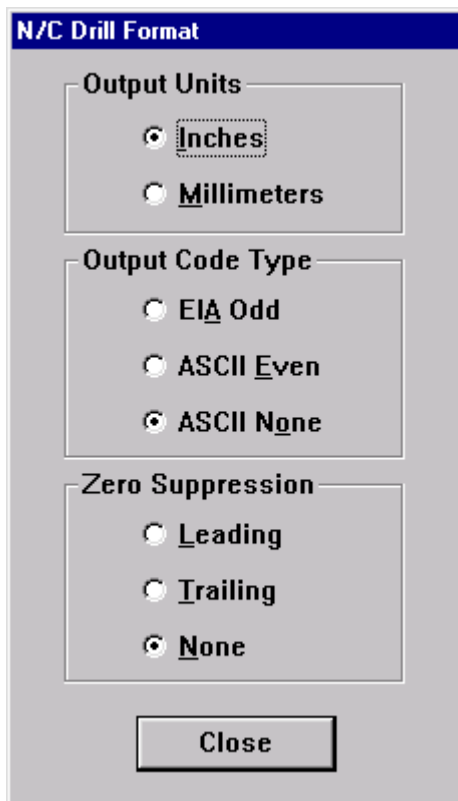 N/C Drill Format
Output Units
Inches
Millimeters
Output Code Type
EIA Odd
ASCII Even
ASCII None
Zero Suppression
Leading
Trailing
None
Close